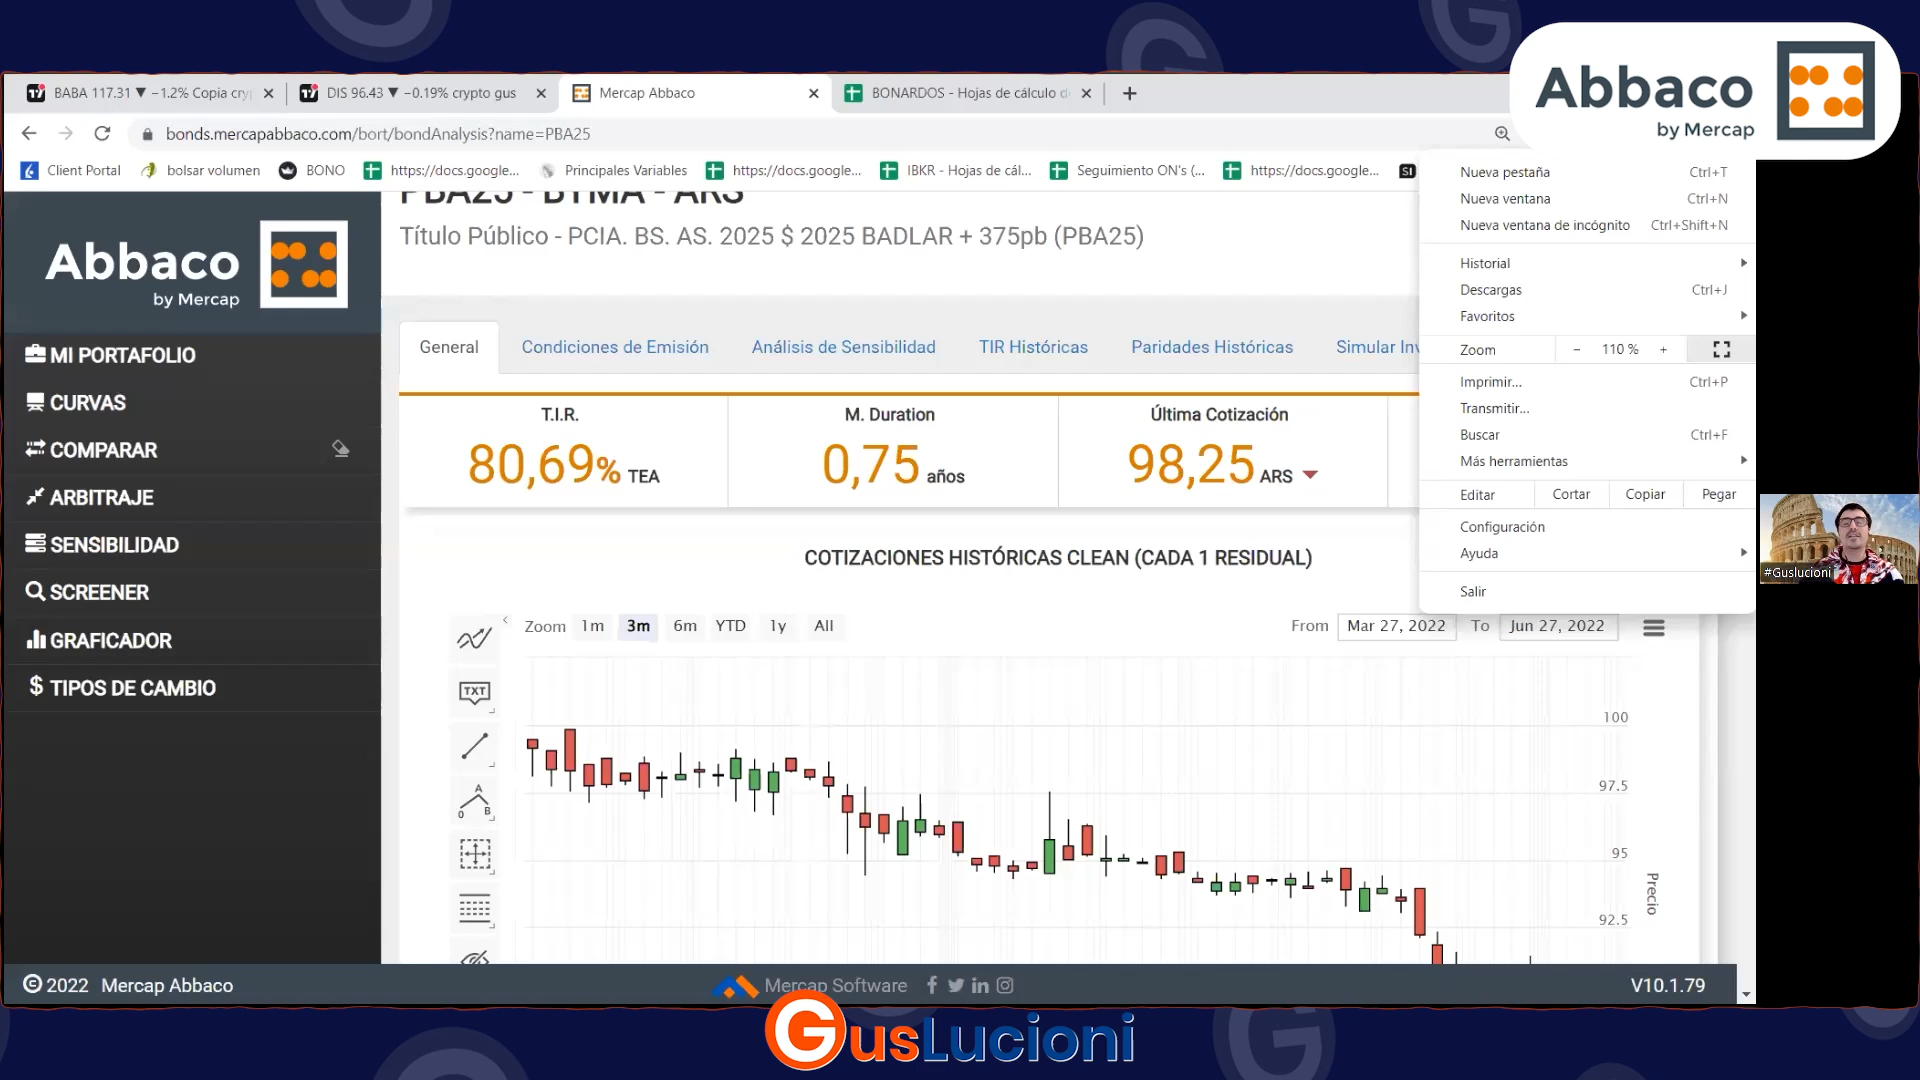 BABA 117.31 ▼ −1.2% Copia cry
DIS 96.43 ▼ −0.19% crypto gus
Mercap Abbaco
BONARDOS - Hojas de cálculo d
bonds.mercapabbaco.com/bort/bondAnalysis?name=PBA25
Client Portal
bolsar volumen
BONO
https://docs.google...
Principales Variables
https://docs.google...
IBKR - Hojas de cál...
Seguimiento ON's (...
https://docs.google...
SI
Abbaco
by Mercap
PBA25 - BYMA - ARS
Título Público - PCIA. BS. AS. 2025 $ 2025 BADLAR + 375pb (PBA25)
Abbaco
by Mercap
MI PORTAFOLIO
CURVAS
COMPARAR
ARBITRAJE
SENSIBILIDAD
SCREENER
GRAFICADOR
$ TIPOS DE CAMBIO
General
Condiciones de Emisión
Análisis de Sensibilidad
TIR Históricas
Paridades Históricas
Simular Inv
T.I.R.
80,69% TEA
M. Duration
0,75 años
Última Cotización
98,25 ARS
COTIZACIONES HISTÓRICAS CLEAN (CADA 1 RESIDUAL)
Zoom 1m 3m 6m YTD 1y All
From Mar 27, 2022 To Jun 27, 2022
TXT
A
0 B
100
97.5
95
92.5
Precio
Nueva pestaña Ctrl+T
Nueva ventana Ctrl+N
Nueva ventana de incógnito Ctrl+Shift+N
Historial
Descargas Ctrl+J
Favoritos
Zoom − 110 % +
Imprimir... Ctrl+P
Transmitir...
Buscar Ctrl+F
Más herramientas
Editar Cortar Copiar Pegar
Configuración
Ayuda
Salir
#Guslucioni
© 2022 Mercap Abbaco
Mercap Software
V10.1.79
GusLucioni